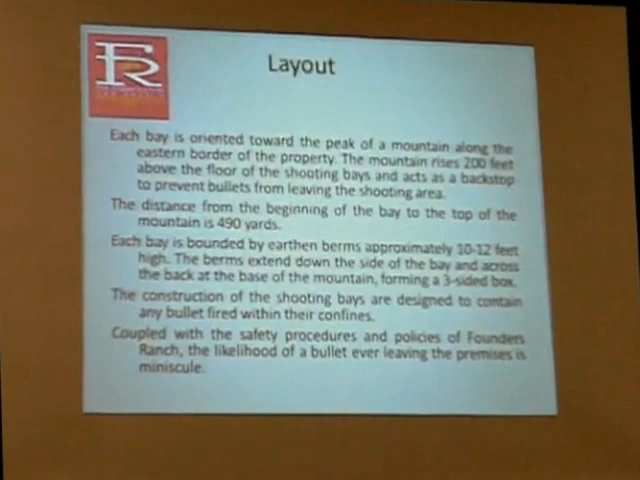 FR
Layout
Each bay is oriented toward the peak of a mountain along the
eastern border of the property. The mountain rises 200 feet
above the floor of the shooting bays and acts as a backstop
to prevent bullets from leaving the shooting area.
The distance from the beginning of the bay to the top of the
mountain is 490 yards.
Each bay is bounded by earthen berms approximately 10-12 feet
high. The berms extend down the side of the bay and across
the back at the base of the mountain, forming a 3-sided box.
The construction of the shooting bays are designed to contain
any bullet fired within their confines.
Coupled with the safety procedures and policies of Founders
Ranch, the likelihood of a bullet ever leaving the premises is
miniscule.